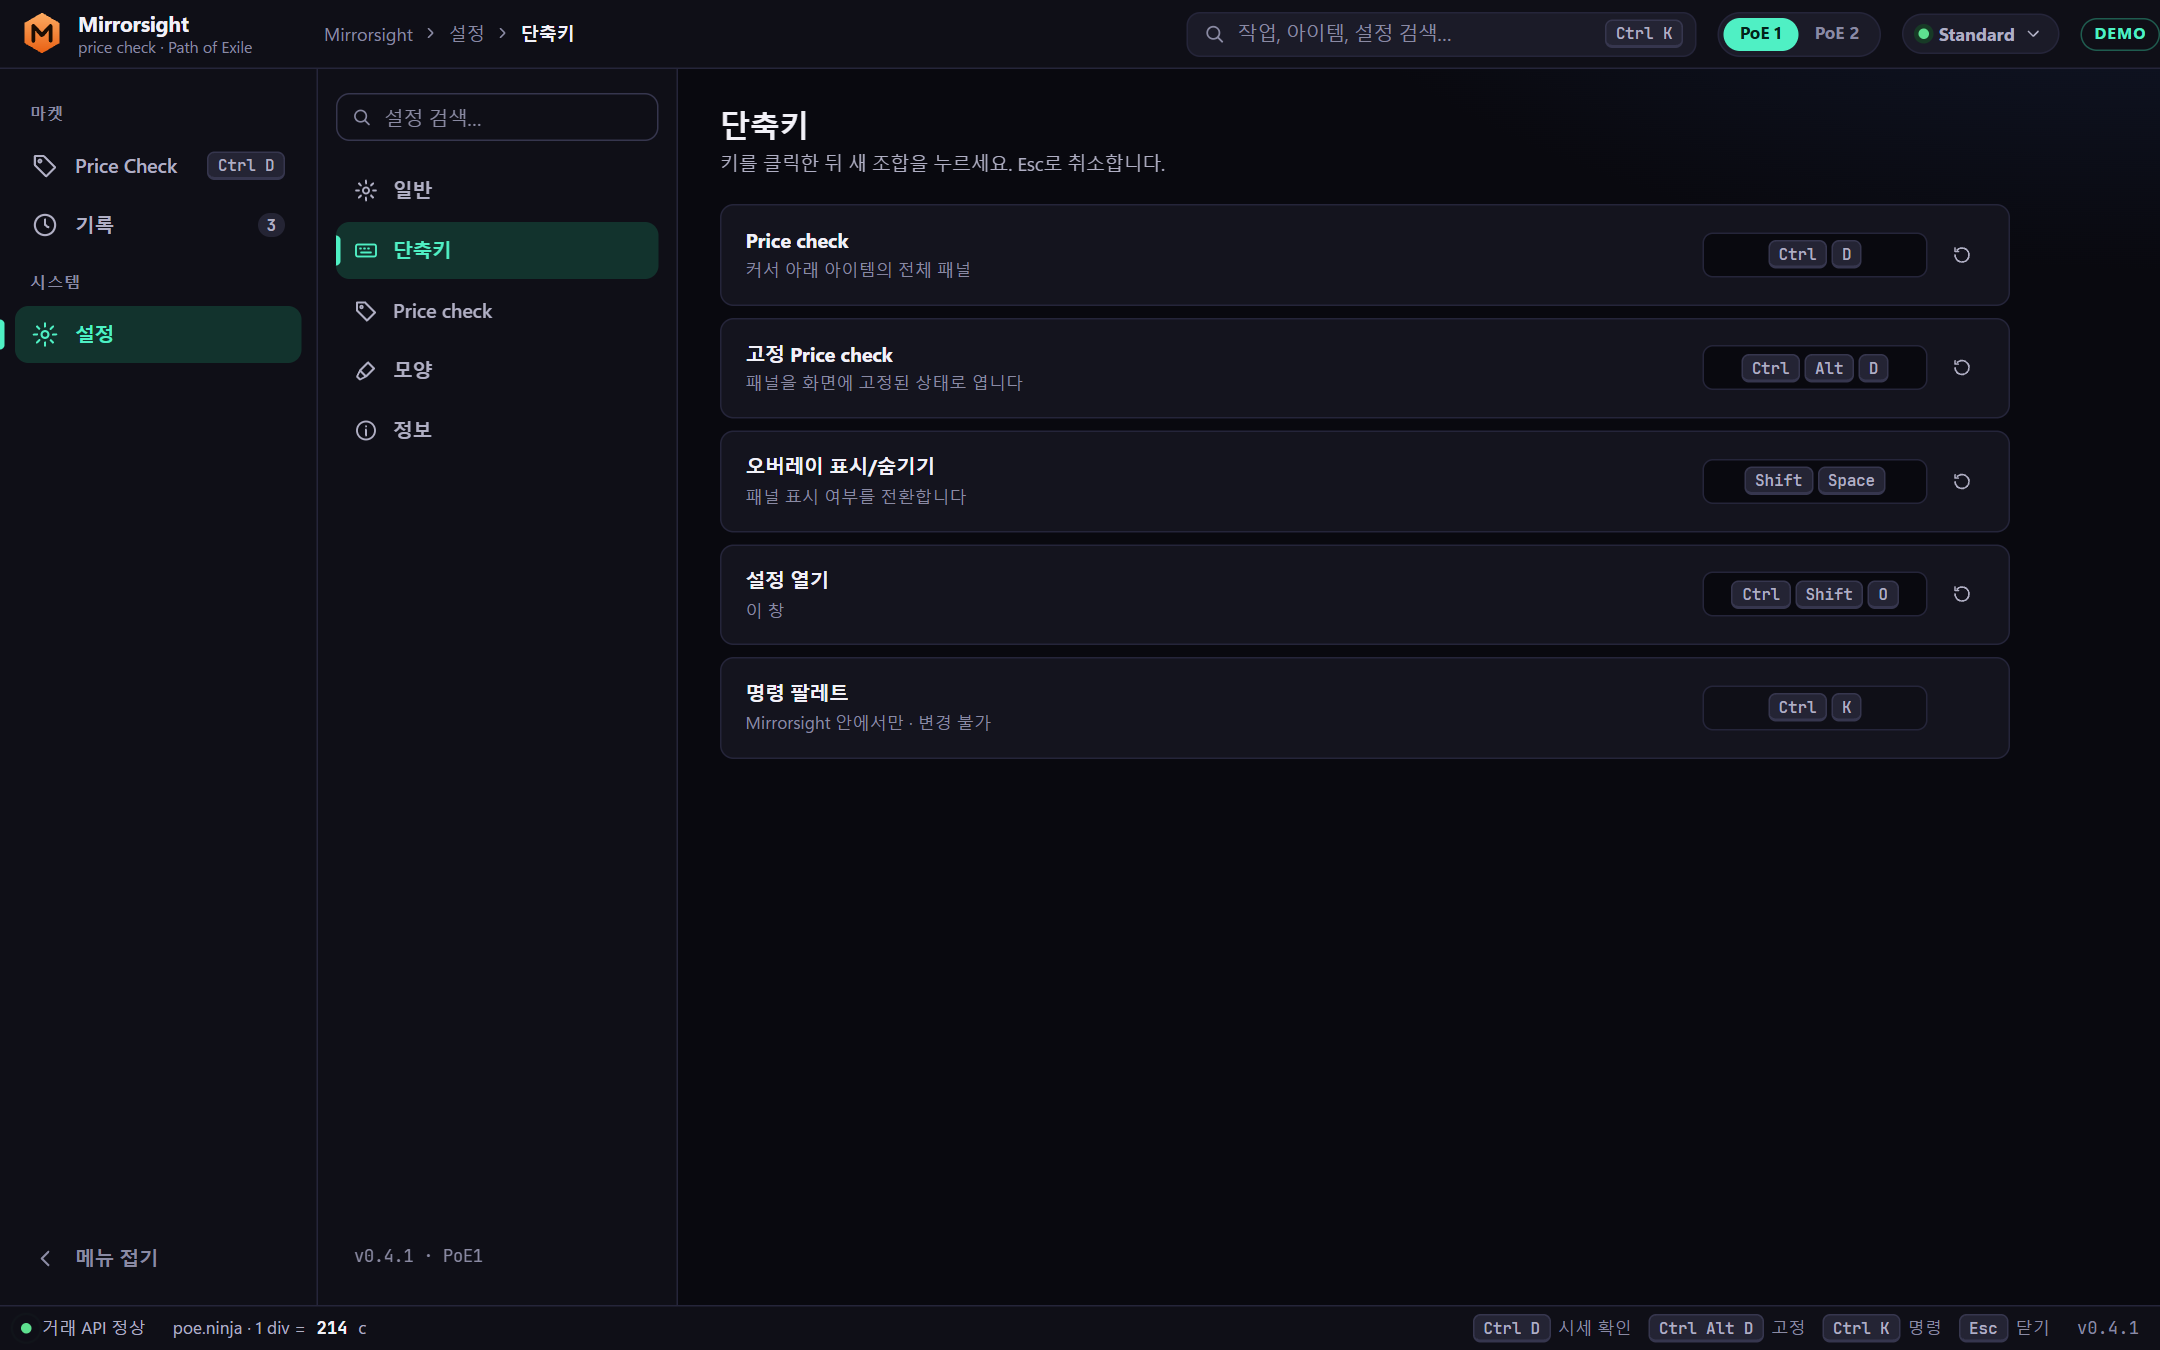 Mirrorsight
price check · Path of Exile
Mirrorsight > 설정 > 단축키
작업, 아이템, 설정 검색... Ctrl K
PoE 1 PoE 2
Standard
DEMO
마켓
Price Check Ctrl D
기록 3
시스템
설정
메뉴 접기
설정 검색...
일반
단축키
Price check
모양
정보
v0.4.1 · PoE1
단축키
키를 클릭한 뒤 새 조합을 누르세요. Esc로 취소합니다.
Price check
커서 아래 아이템의 전체 패널
Ctrl D
고정 Price check
패널을 화면에 고정된 상태로 엽니다
Ctrl Alt D
오버레이 표시/숨기기
패널 표시 여부를 전환합니다
Shift Space
설정 열기
이 창
Ctrl Shift O
명령 팔레트
Mirrorsight 안에서만 · 변경 불가
Ctrl K
거래 API 정상 poe.ninja · 1 div = 214 c
Ctrl D 시세 확인 Ctrl Alt D 고정 Ctrl K 명령 Esc 닫기 v0.4.1